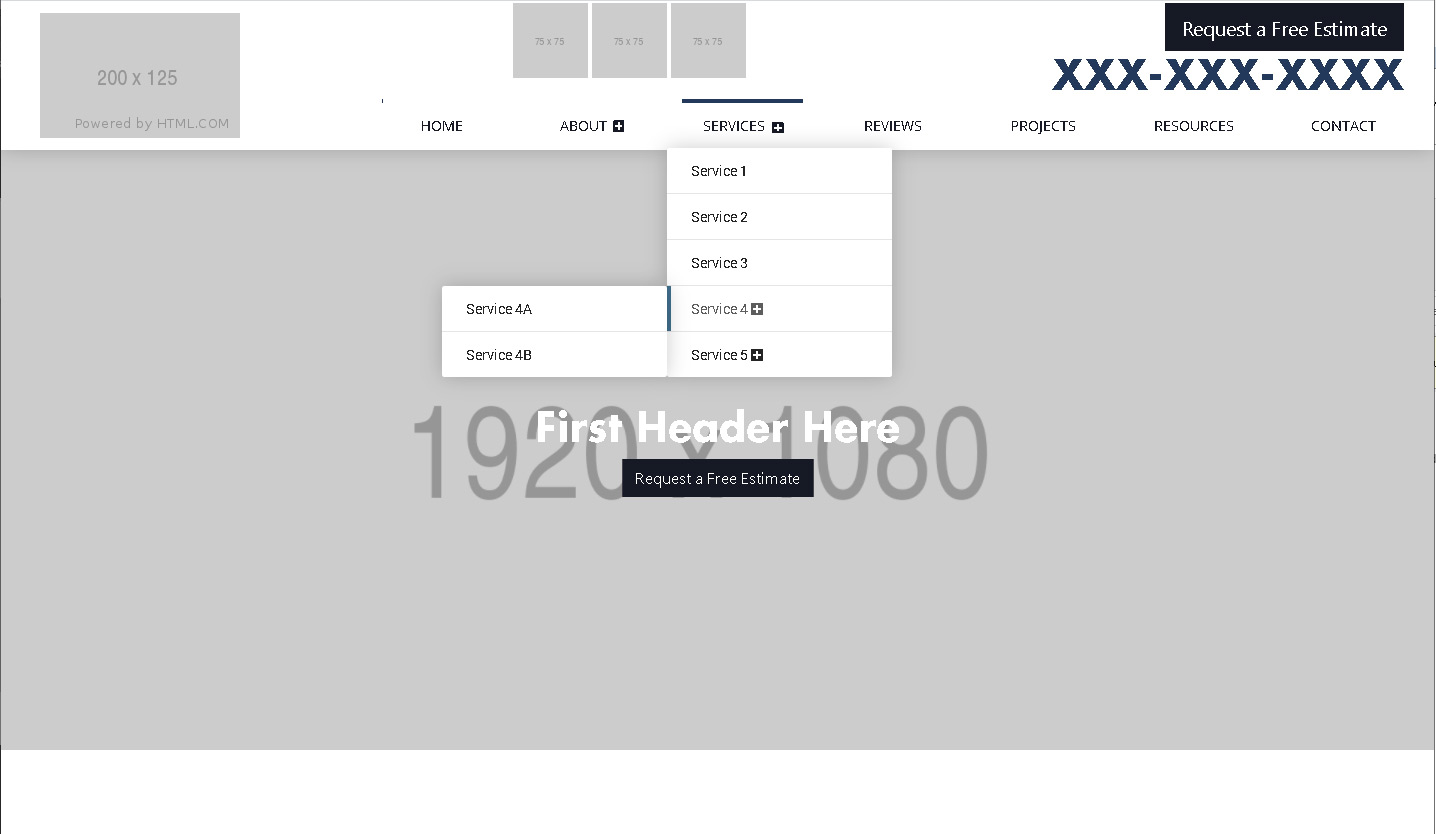 200 x 125
Powered by HTML.COM
75 x 75
75 x 75
75 x 75
Request a Free Estimate
XXX-XXX-XXXX
HOME
ABOUT
SERVICES
REVIEWS
PROJECTS
RESOURCES
CONTACT
Service 1
Service 2
Service 3
Service 4
Service 5
Service 4A
Service 4B
1920 x 1080
First Header Here
Request a Free Estimate